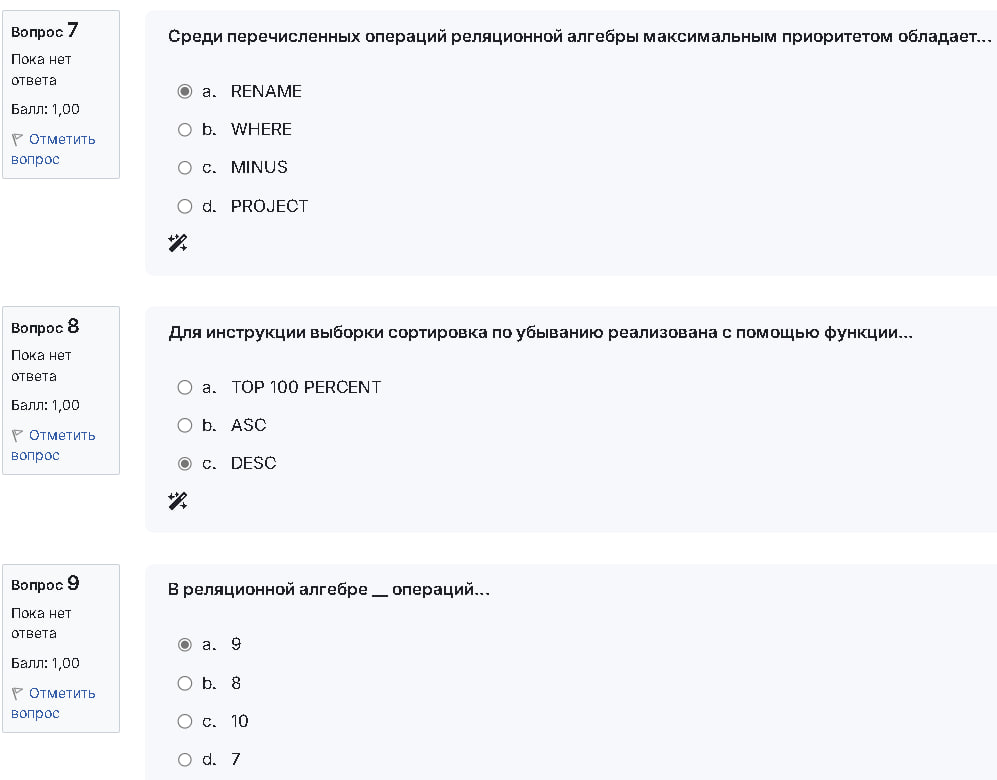 Вопрос 7
Пока нет
ответа
Балл: 1,00
Отметить
вопрос
Среди перечисленных операций реляционной алгебры максимальным приоритетом обладает...
a. RENAME
b. WHERE
c. MINUS
d. PROJECT
Вопрос 8
Пока нет
ответа
Балл: 1,00
Отметить
вопрос
Для инструкции выборки сортировка по убыванию реализована с помощью функции...
a. TOP 100 PERCENT
b. ASC
c. DESC
Вопрос 9
Пока нет
ответа
Балл: 1,00
Отметить
вопрос
В реляционной алгебре __ операций...
a. 9
b. 8
c. 10
d. 7